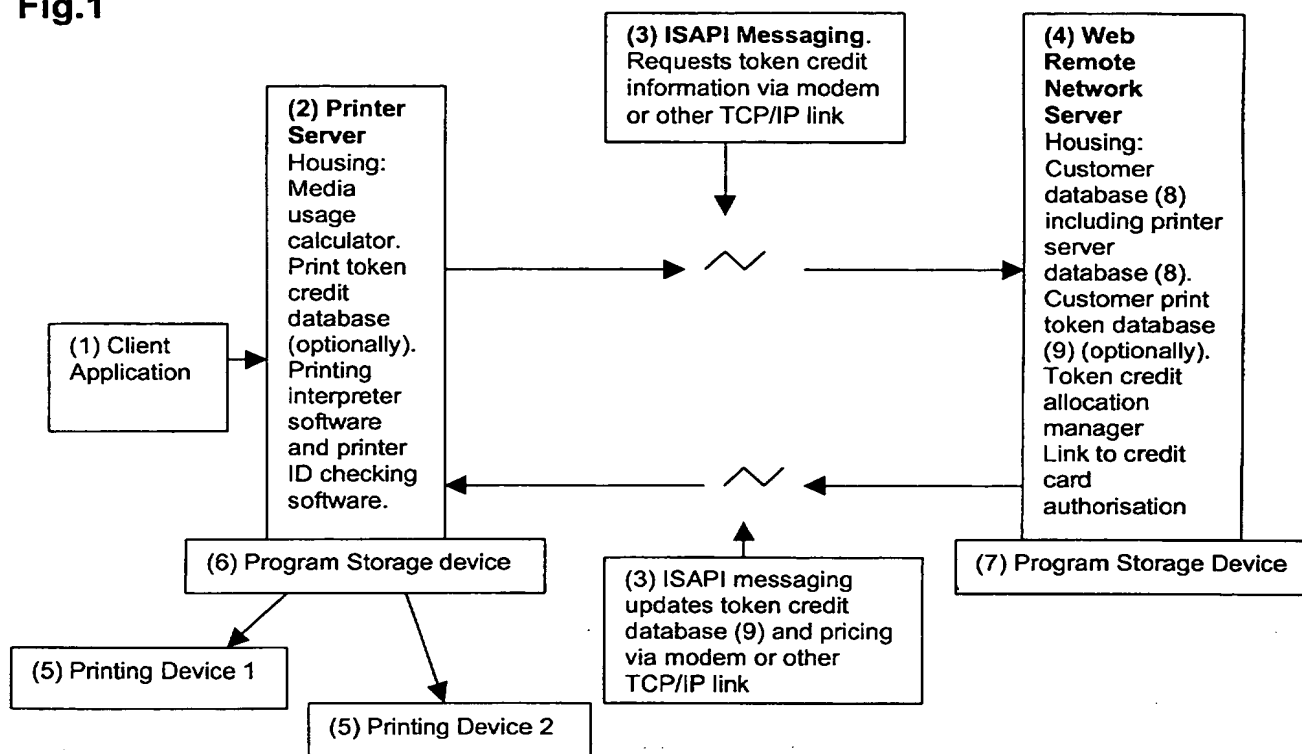 Fig.1
(3) ISAPI Messaging.
Requests token credit
information via modem
or other TCP/IP link
(4) Web
Remote
Network
Server
Housing:
Customer
database (8)
including printer
server
database (8).
Customer print
token database
(9) (optionally).
Token credit
allocation
manager
Link to credit
card
authorisation
(2) Printer
Server
Housing:
Media
usage
calculator.
Print token
credit
database
(optionally).
Printing
interpreter
software
and printer
ID checking
software.
(1) Client
Application
(6) Program Storage device
(7) Program Storage Device
(3) ISAPI messaging
updates token credit
database (9) and pricing
via modem or other
TCP/IP link
(5) Printing Device 1
(5) Printing Device 2